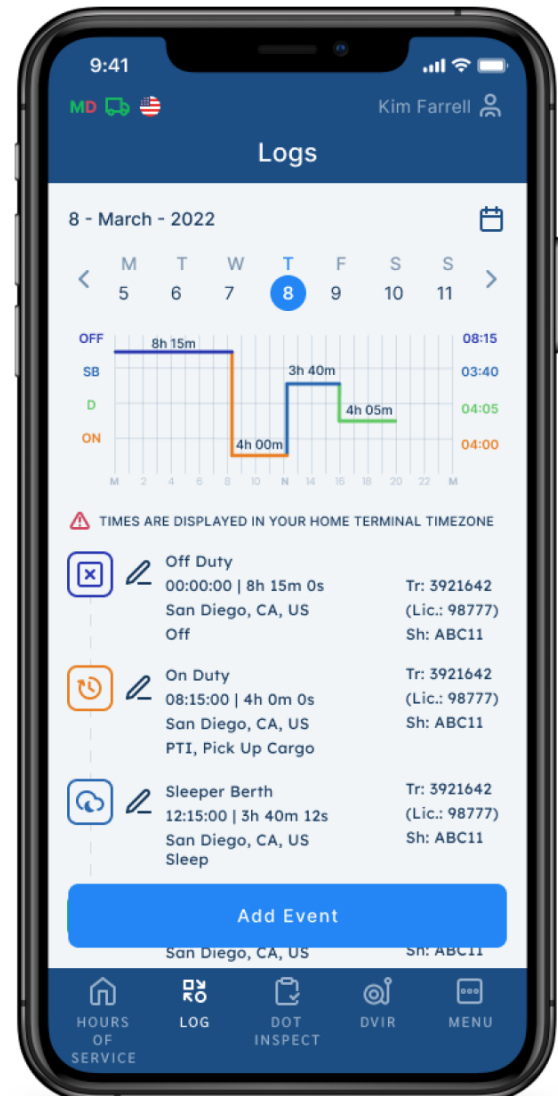 9:41
MD
Kim Farrell
Logs
8 - March - 2022
M T W T F S S
5 6 7 8 9 10 11
OFF 8h 15m 08:15
SB 3h 40m 03:40
D 4h 05m 04:05
ON 4h 00m 04:00
M 2 4 6 8 10 N 14 16 18 20 22 M
TIMES ARE DISPLAYED IN YOUR HOME TERMINAL TIMEZONE
Off Duty
00:00:00 | 8h 15m 0s Tr: 3921642
San Diego, CA, US (Lic.: 98777)
Off Sh: ABC11
On Duty Tr: 3921642
08:15:00 | 4h 0m 0s (Lic.: 98777)
San Diego, CA, US Sh: ABC11
PTI, Pick Up Cargo
Sleeper Berth Tr: 3921642
12:15:00 | 3h 40m 12s (Lic.: 98777)
San Diego, CA, US Sh: ABC11
Sleep
Add Event
San Diego, CA, US Sh: ABC11
HOURS OF SERVICE
LOG
DOT INSPECT
DVIR
MENU